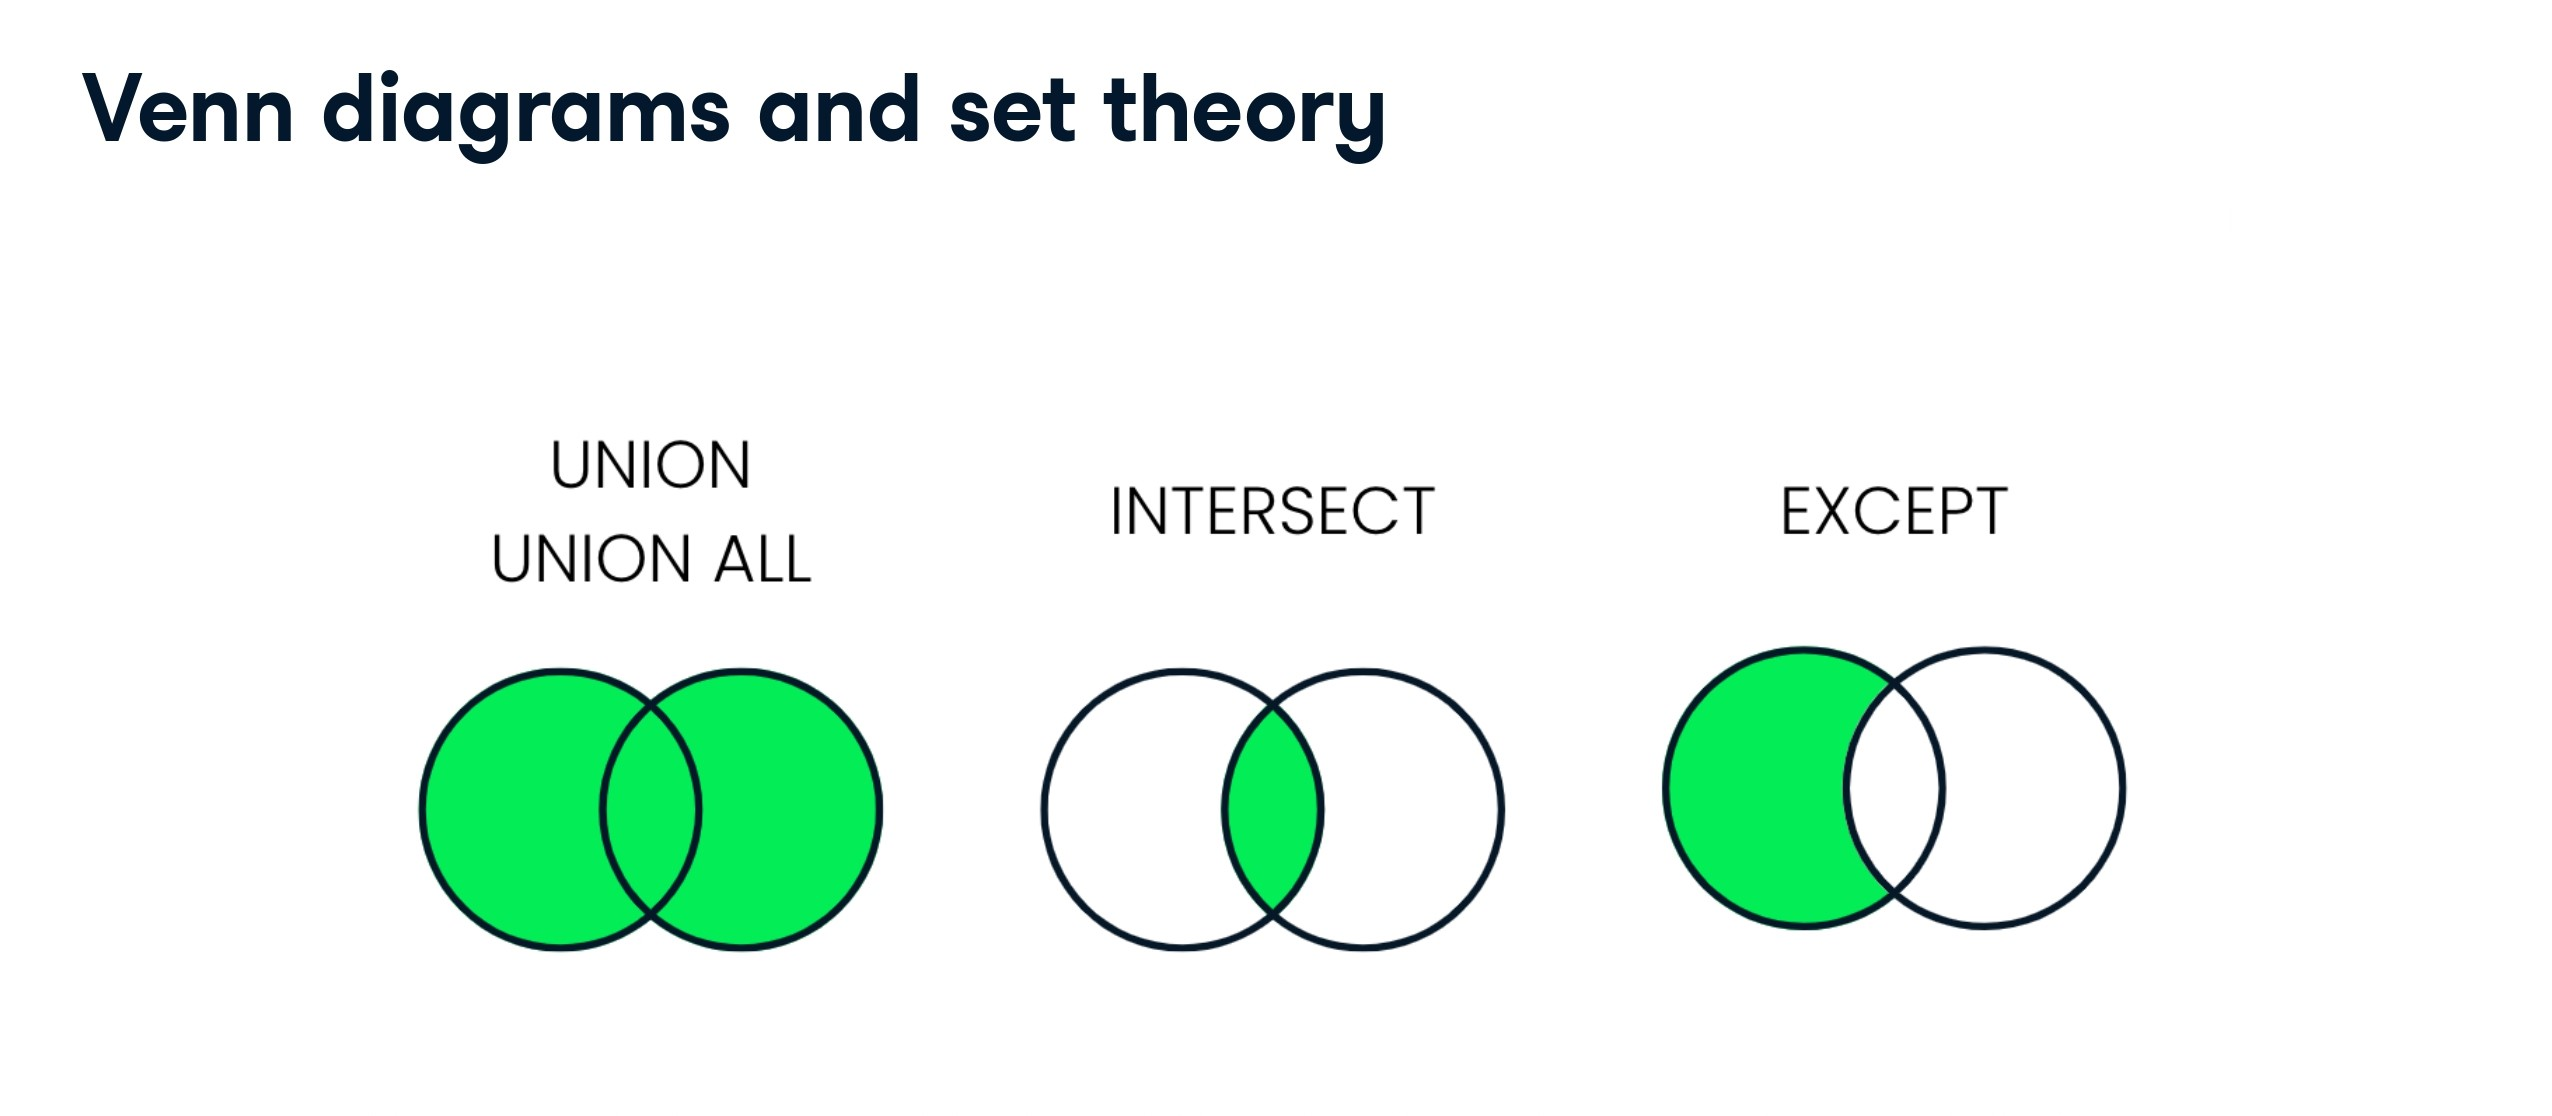 Venn diagrams and set theory
UNION
UNION ALL
INTERSECT
EXCEPT